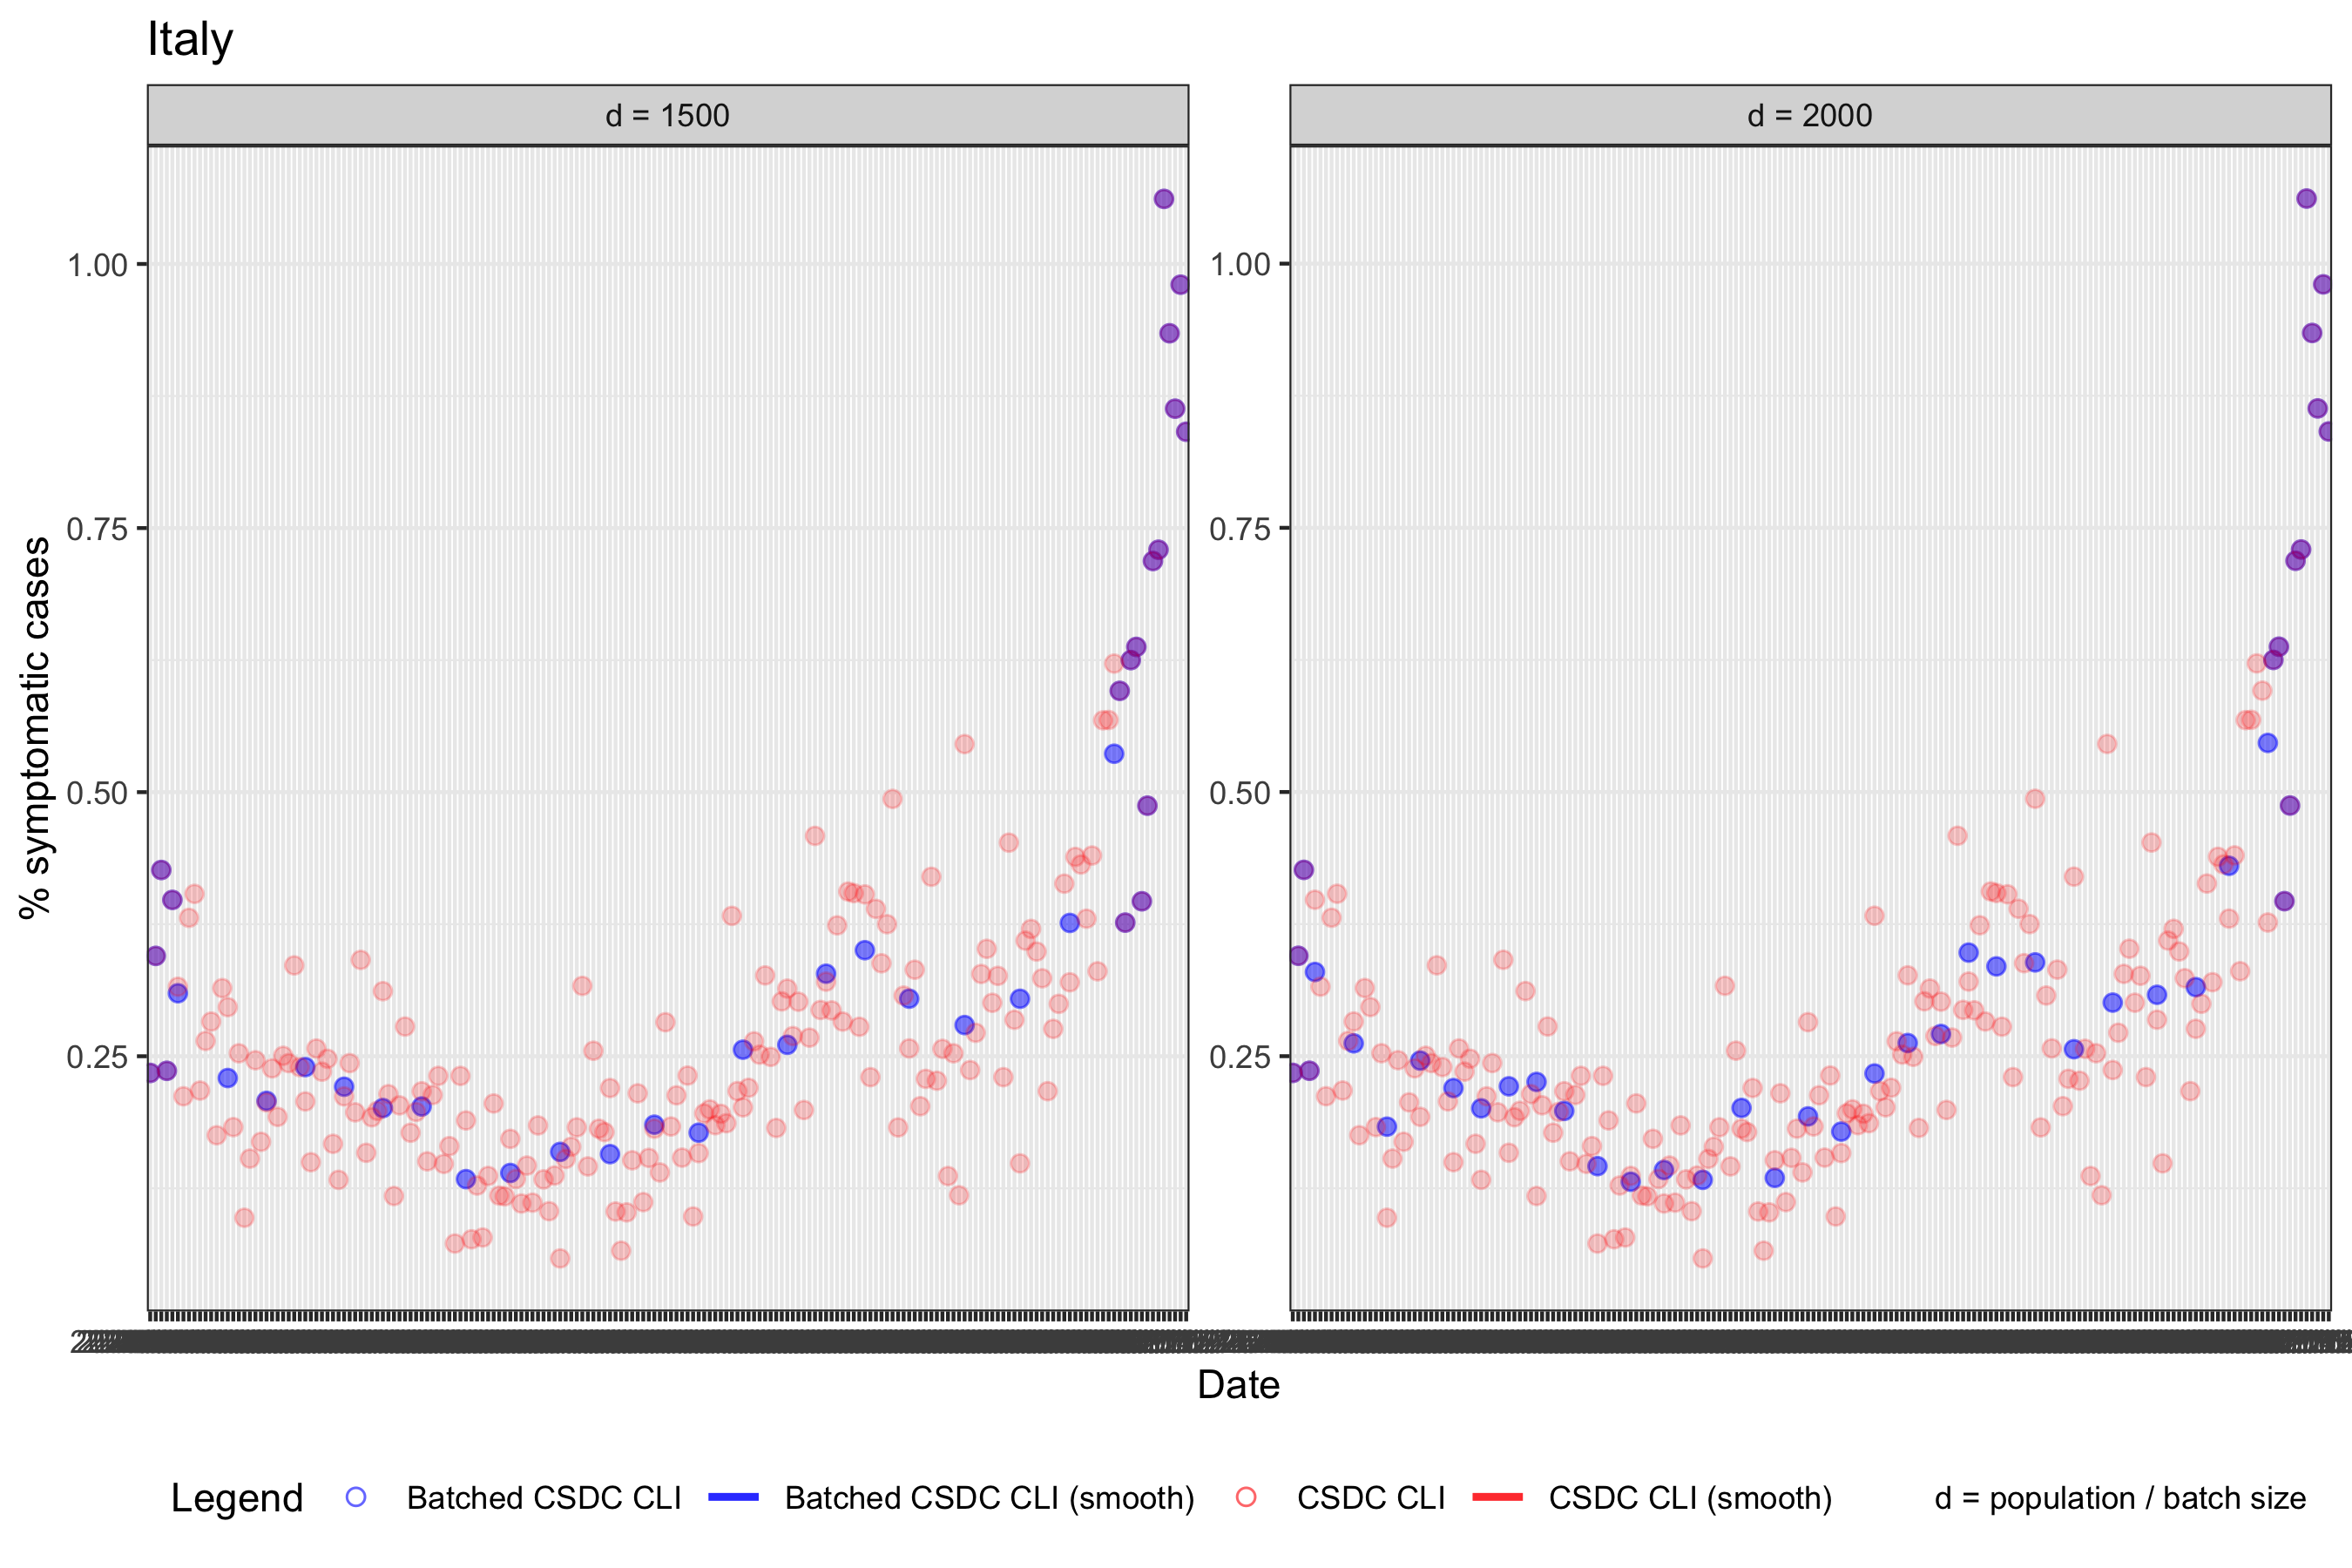 Italy
d = 1500
d = 2000
% symptomatic cases
1.00
0.75
0.50
0.25
1.00
0.75
0.50
0.25
Date
Legend
Batched CSDC CLI
Batched CSDC CLI (smooth)
CSDC CLI
CSDC CLI (smooth)
d = population / batch size